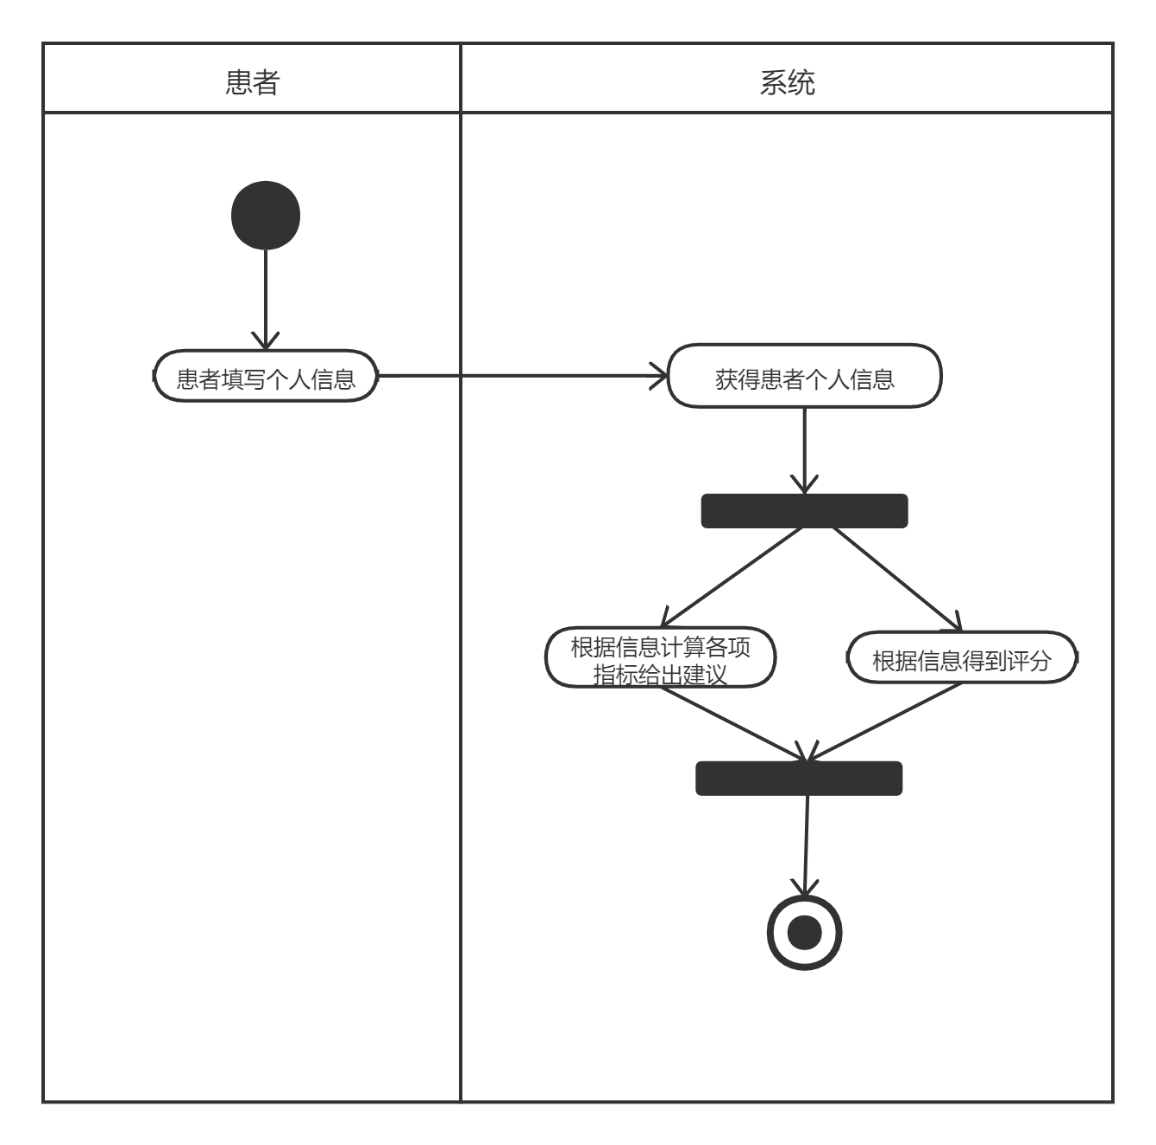 患者
系统
患者填写个人信息
获得患者个人信息
根据信息计算各项
指标给出建议
根据信息得到评分